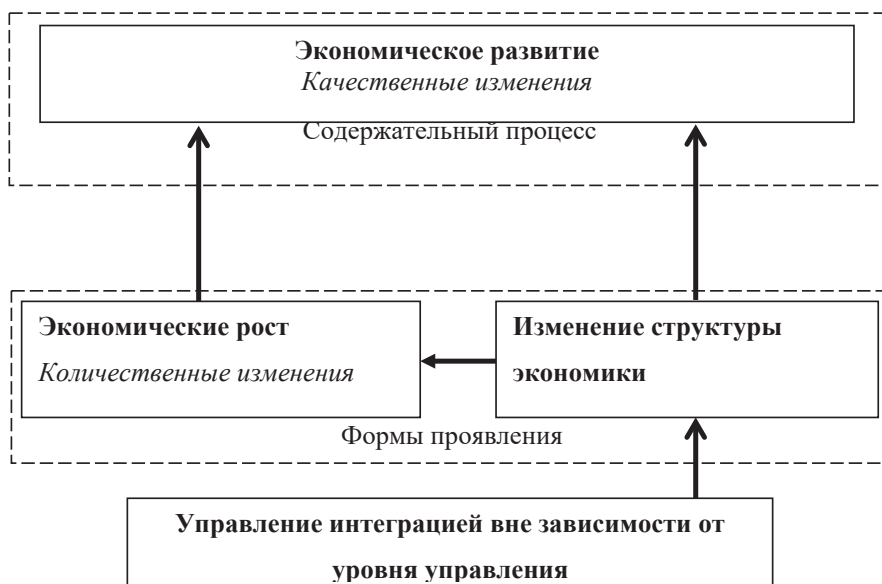 Экономическое развитие
Качественные изменения
Содержательный процесс
Экономические рост
Количественные изменения
Изменение структуры
экономики
Формы проявления
Управление интеграцией вне зависимости от
уровня управления